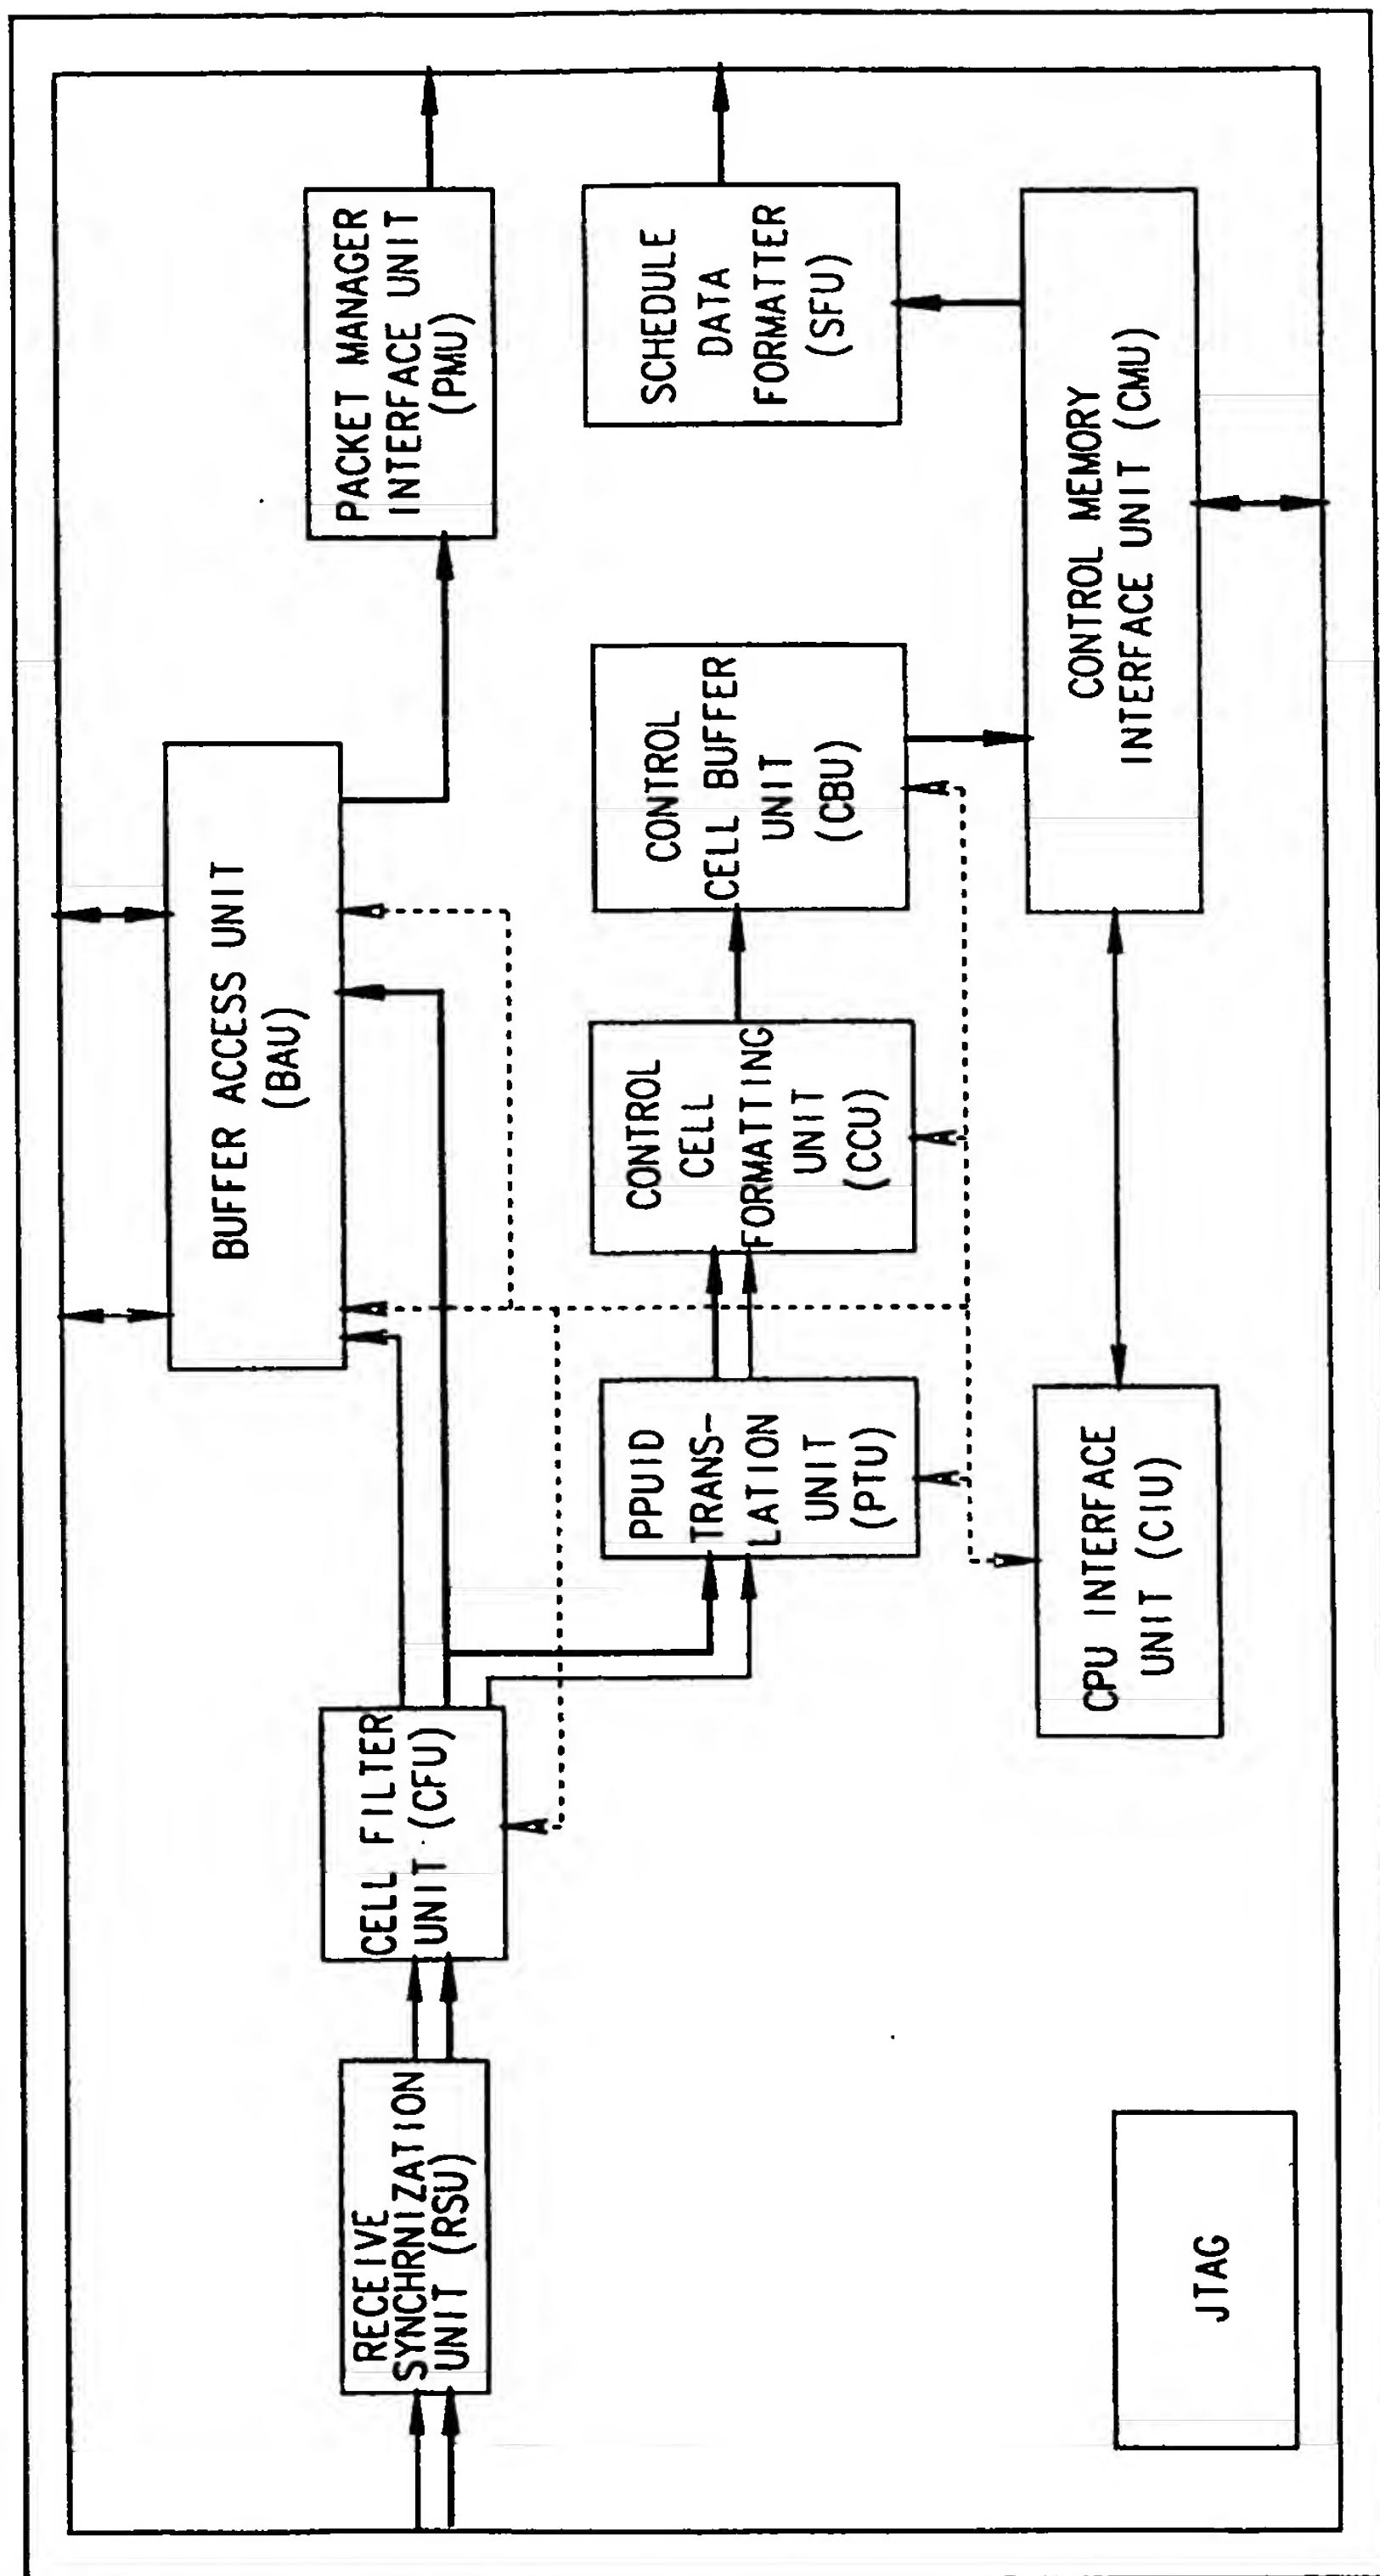 RECEIVE
SYNCHRNIZATION
UNIT (RSU)
CELL FILTER
UNIT (CFU)
BUFFER ACCESS UNIT
(BAU)
PACKET MANAGER
INTERFACE UNIT
(PMU)
PPUID
TRANS-
LATION
UNIT
(PTU)
CONTROL
CELL
FORMATTING
UNIT
(CCU)
CONTROL
CELL BUFFER
UNIT
(CBU)
SCHEDULE
DATA
FORMATTER
(SFU)
JTAG
CPU INTERFACE
UNIT (CIU)
CONTROL MEMORY
INTERFACE UNIT (CMU)